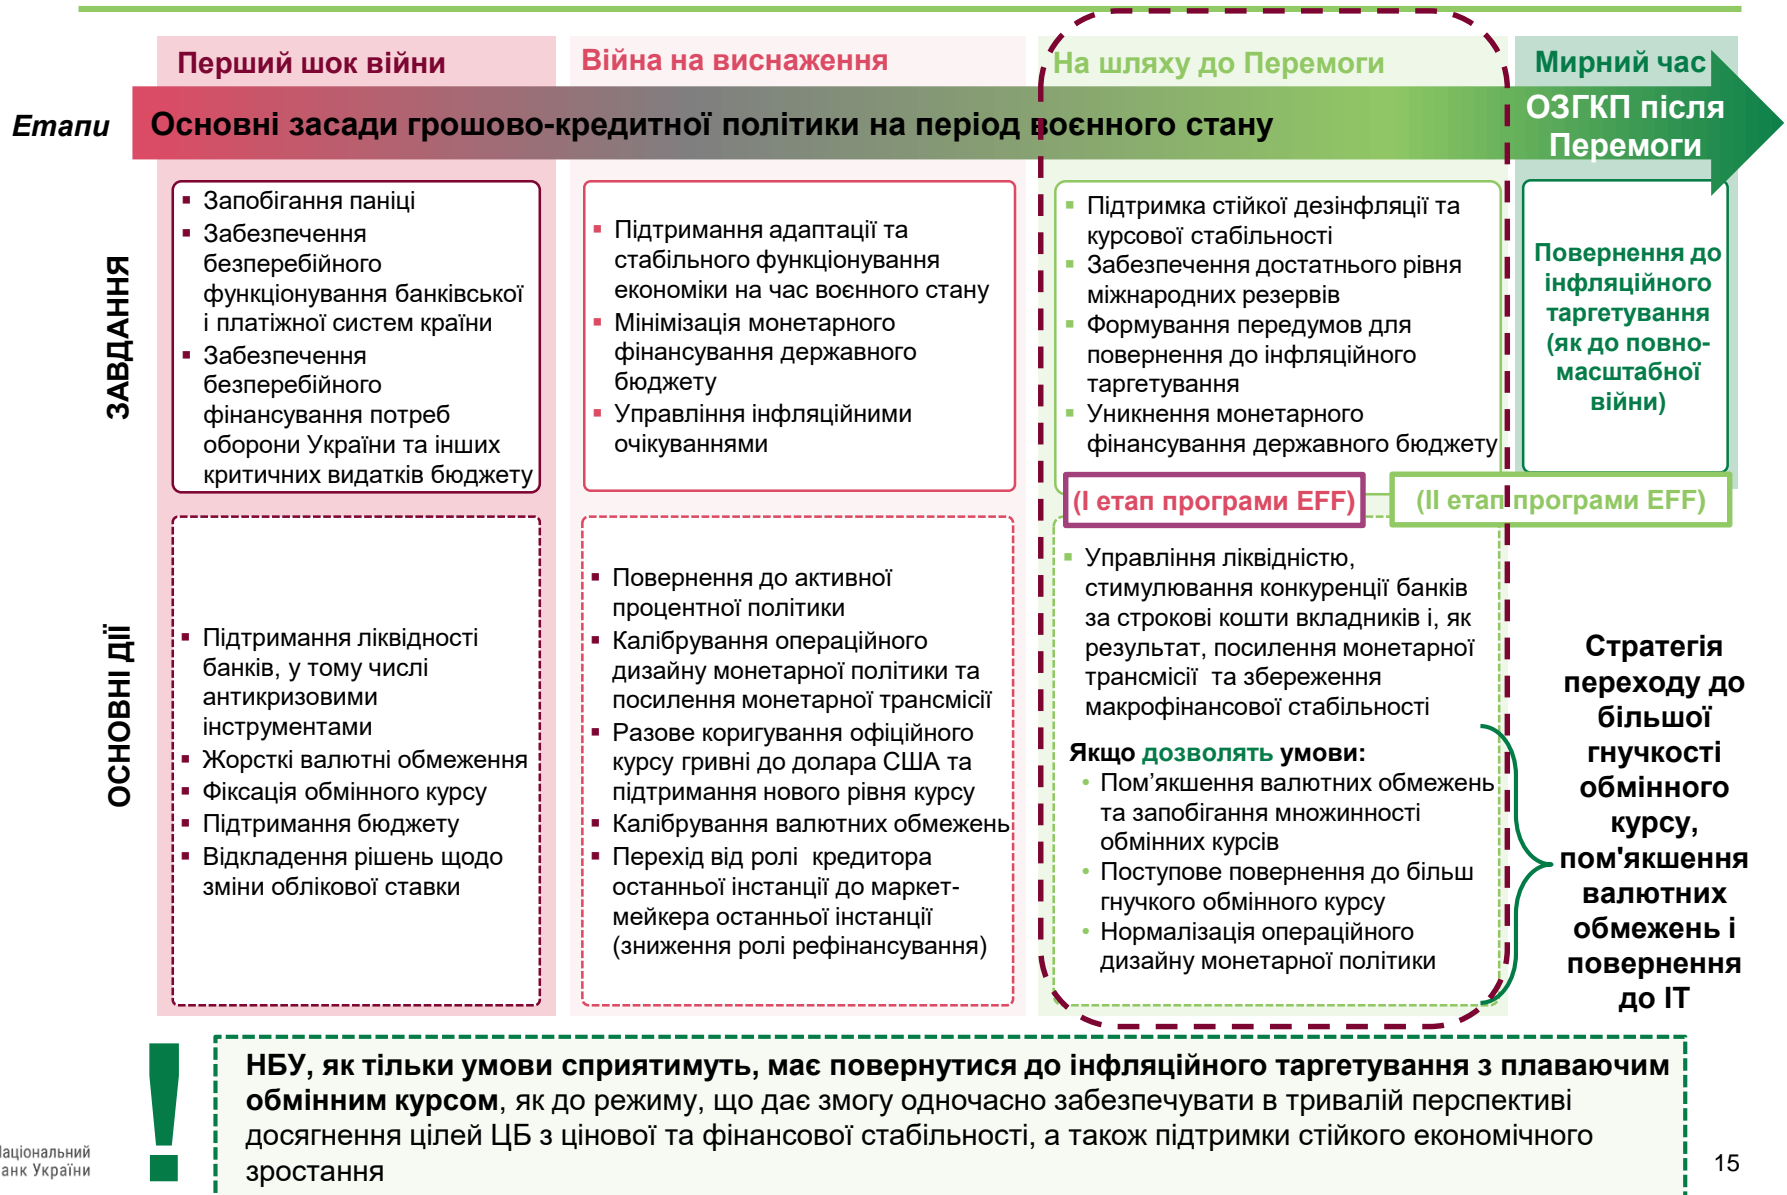 Перший шок війни
Війна на виснаження
На шляху до Перемоги
Мирний час
Етапи
Основні засади грошово-кредитної політики на період воєнного стану
ОЗГКП після
Перемоги
ЗАВДАННЯ
▪ Запобігання паніці
▪ Забезпечення
безперебійного
функціонування банківської
і платіжної систем країни
▪ Забезпечення
безперебійного
фінансування потреб
оборони України та інших
критичних видатків бюджету
▪ Підтримання адаптації та
стабільного функціонування
економіки на час воєнного стану
▪ Мінімізація монетарного
фінансування державного
бюджету
▪ Управління інфляційними
очікуваннями
▪ Підтримка стійкої дезінфляції та
курсової стабільності
▪ Забезпечення достатнього рівня
міжнародних резервів
▪ Формування передумов для
повернення до інфляційного
таргетування
▪ Уникнення монетарного
фінансування державного бюджету
Повернення до
інфляційного
таргетування
(як до повно-
масштабної
війни)
(І етап програми EFF)
(ІІ етап програми EFF)
ОСНОВНІ ДІЇ
▪ Підтримання ліквідності
банків, у тому числі
антикризовими
інструментами
▪ Жорсткі валютні обмеження
▪ Фіксація обмінного курсу
▪ Підтримання бюджету
▪ Відкладення рішень щодо
зміни облікової ставки
▪ Повернення до активної
процентної політики
▪ Калібрування операційного
дизайну монетарної політики та
посилення монетарної трансмісії
▪ Разове коригування офіційного
курсу гривні до долара США та
підтримання нового рівня курсу
▪ Калібрування валютних обмежень
▪ Перехід від ролі кредитора
останньої інстанції до маркет-
мейкера останньої інстанції
(зниження ролі рефінансування)
▪ Управління ліквідністю,
стимулювання конкуренції банків
за строкові кошти вкладників і, як
результат, посилення монетарної
трансмісії та збереження
макрофінансової стабільності
Якщо дозволять умови:
• Пом’якшення валютних обмежень
та запобігання множинності
обмінних курсів
• Поступове повернення до більш
гнучкого обмінного курсу
• Нормалізація операційного
дизайну монетарної політики
Стратегія
переходу до
більшої
гнучкості
обмінного
курсу,
пом'якшення
валютних
обмежень і
повернення
до ІТ
!
НБУ, як тільки умови сприятимуть, має повернутися до інфляційного таргетування з плаваючим
обмінним курсом, як до режиму, що дає змогу одночасно забезпечувати в тривалій перспективі
досягнення цілей ЦБ з цінової та фінансової стабільності, а також підтримки стійкого економічного
зростання
Національний
банк України
15